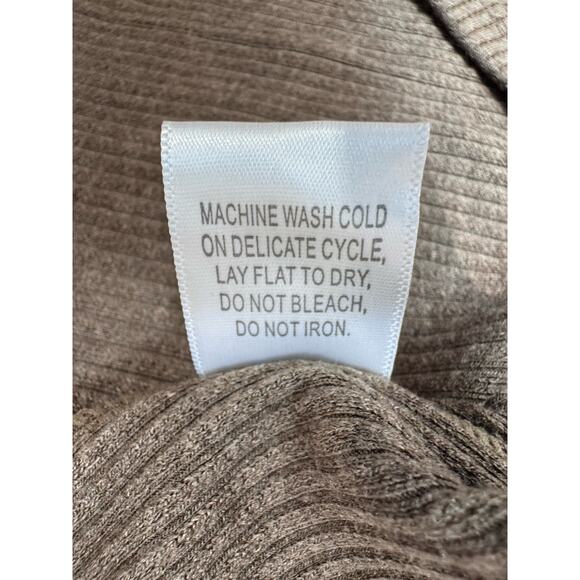 MACHINE WASH COLD
ON DELICATE CYCLE,
LAY FLAT TO DRY,
DO NOT BLEACH,
DO NOT IRON.